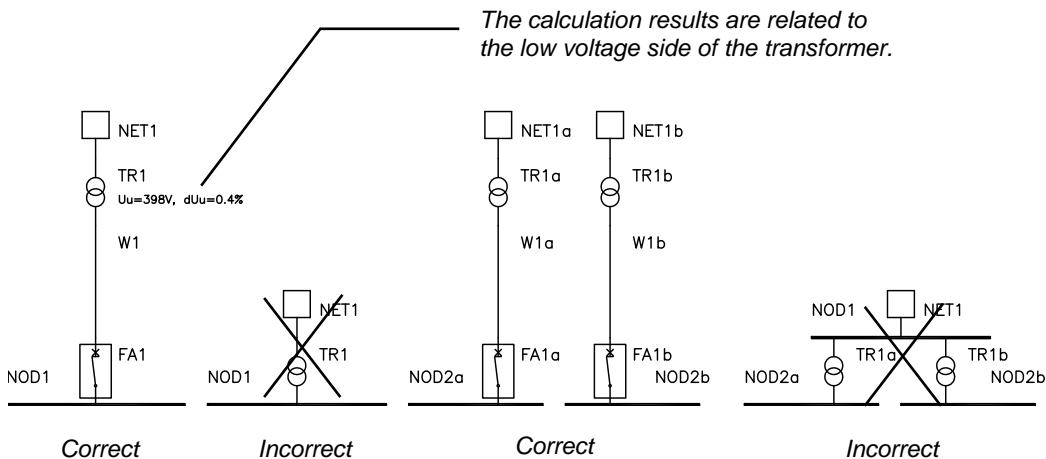 The calculation results are related to
the low voltage side of the transformer.
NET1
TR1
Uu=398V, dUu=0.4%
W1
FA1
NOD1
Correct
NET1
TR1
NOD1
Incorrect
NET1a
TR1a
W1a
FA1a
NOD2a
NET1b
TR1b
W1b
FA1b
NOD2b
Correct
NOD1
NET1
TR1a
TR1b
NOD2a
NOD2b
Incorrect